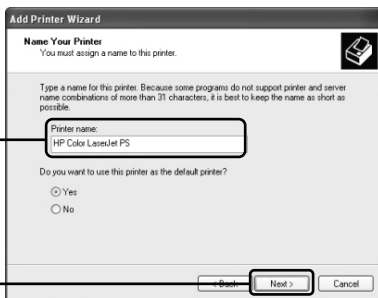 Add Printer Wizard
Name Your Printer
You must assign a name to this printer.
Type a name for this printer. Because some programs do not support printer and server
name combinations of more than 31 characters, it is best to keep the name as short as
possible.
Printer name:
HP Color LaserJet PS
Do you want to use this printer as the default printer?
Yes
No
< Back
Next >
Cancel